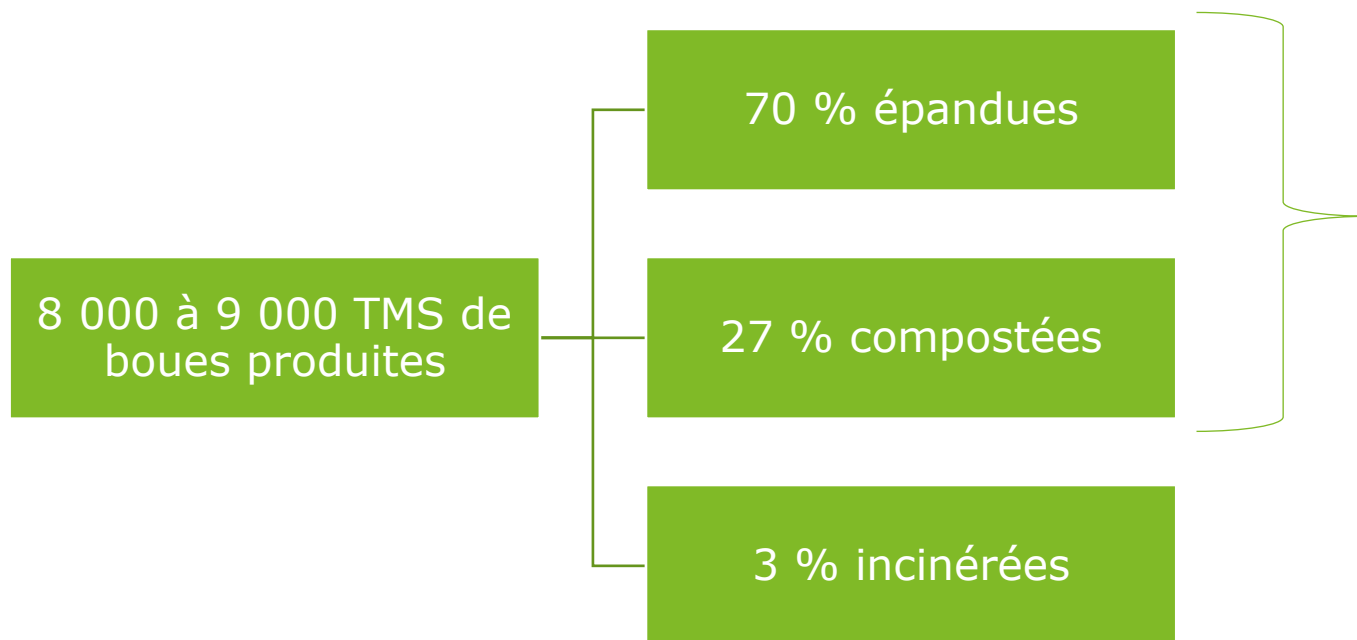 70 % épandues
8 000 à 9 000 TMS de
boues produites
27 % compostées
3 % incinérées